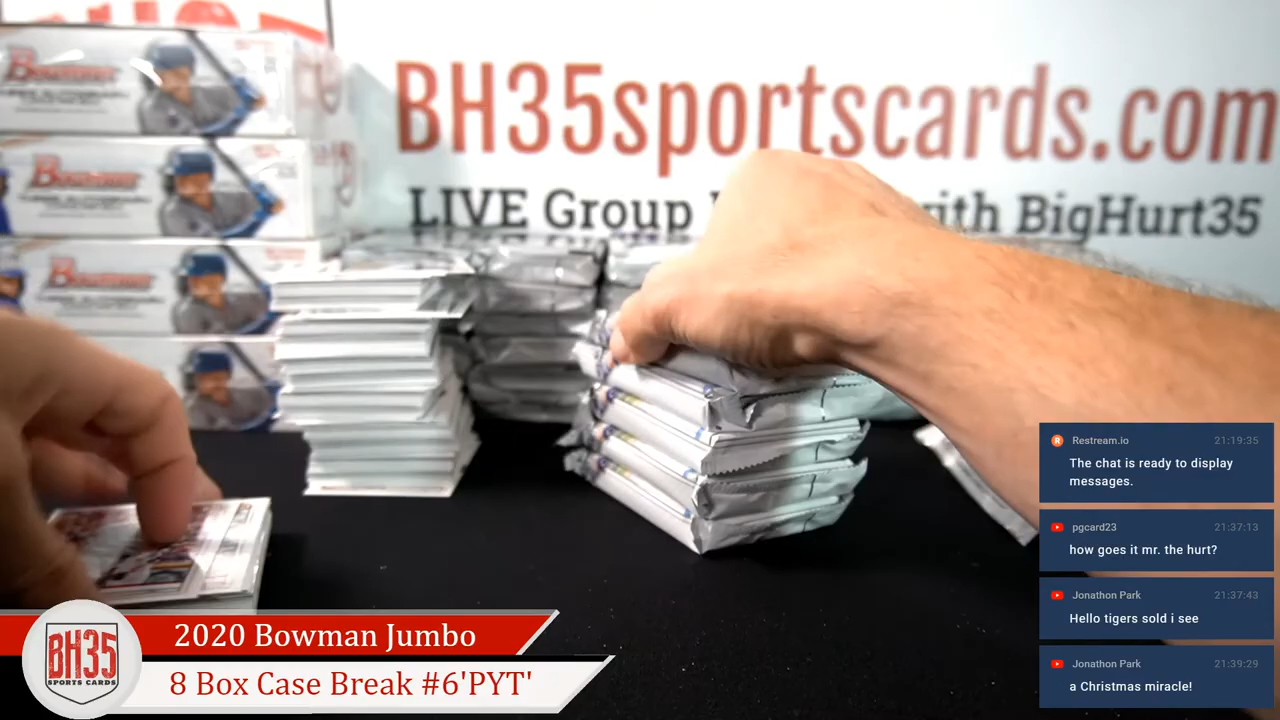 BOWMAN
BOWMAN
BOWMAN
BH35sportscards.com
LIVE Group
with BigHurt35
Restream.io 21:19:35
The chat is ready to display
messages.
pgcard23 21:37:13
how goes it mr. the hurt?
Jonathon Park 21:37:43
Hello tigers sold i see
Jonathon Park 21:39:29
a Christmas miracle!
BH35
SPORTS CARDS
2020 Bowman Jumbo
8 Box Case Break #6'PYT'